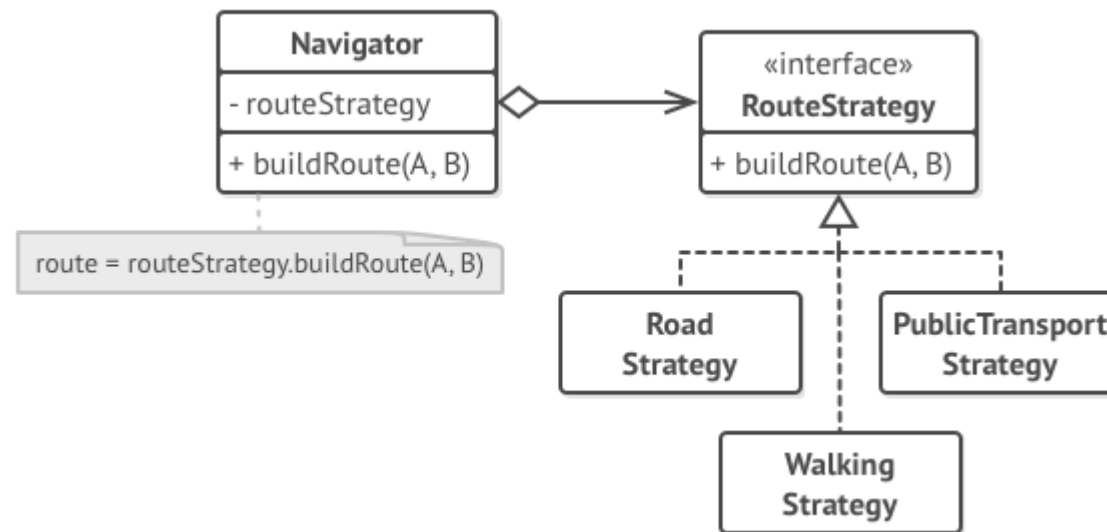 Navigator
- routeStrategy
+ buildRoute(A, B)
route = routeStrategy.buildRoute(A, B)
«interface»
RouteStrategy
+ buildRoute(A, B)
Road
Strategy
PublicTransport
Strategy
Walking
Strategy